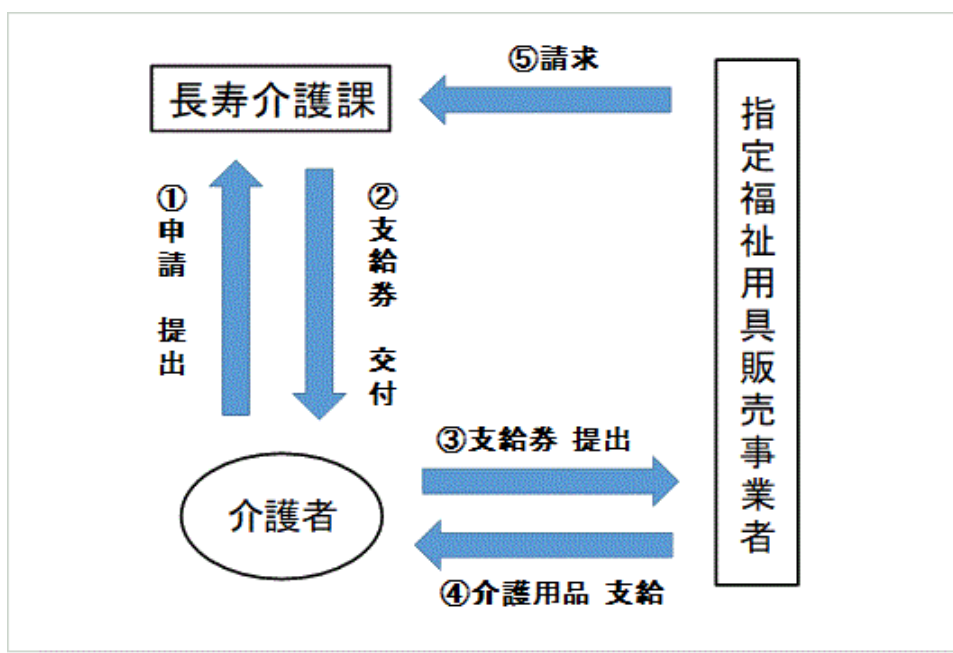 ⑤請求
長寿介護課
指定福祉用具販売事業者
①申請 提出
②支給券 交付
③支給券 提出
介護者
④介護用品 支給